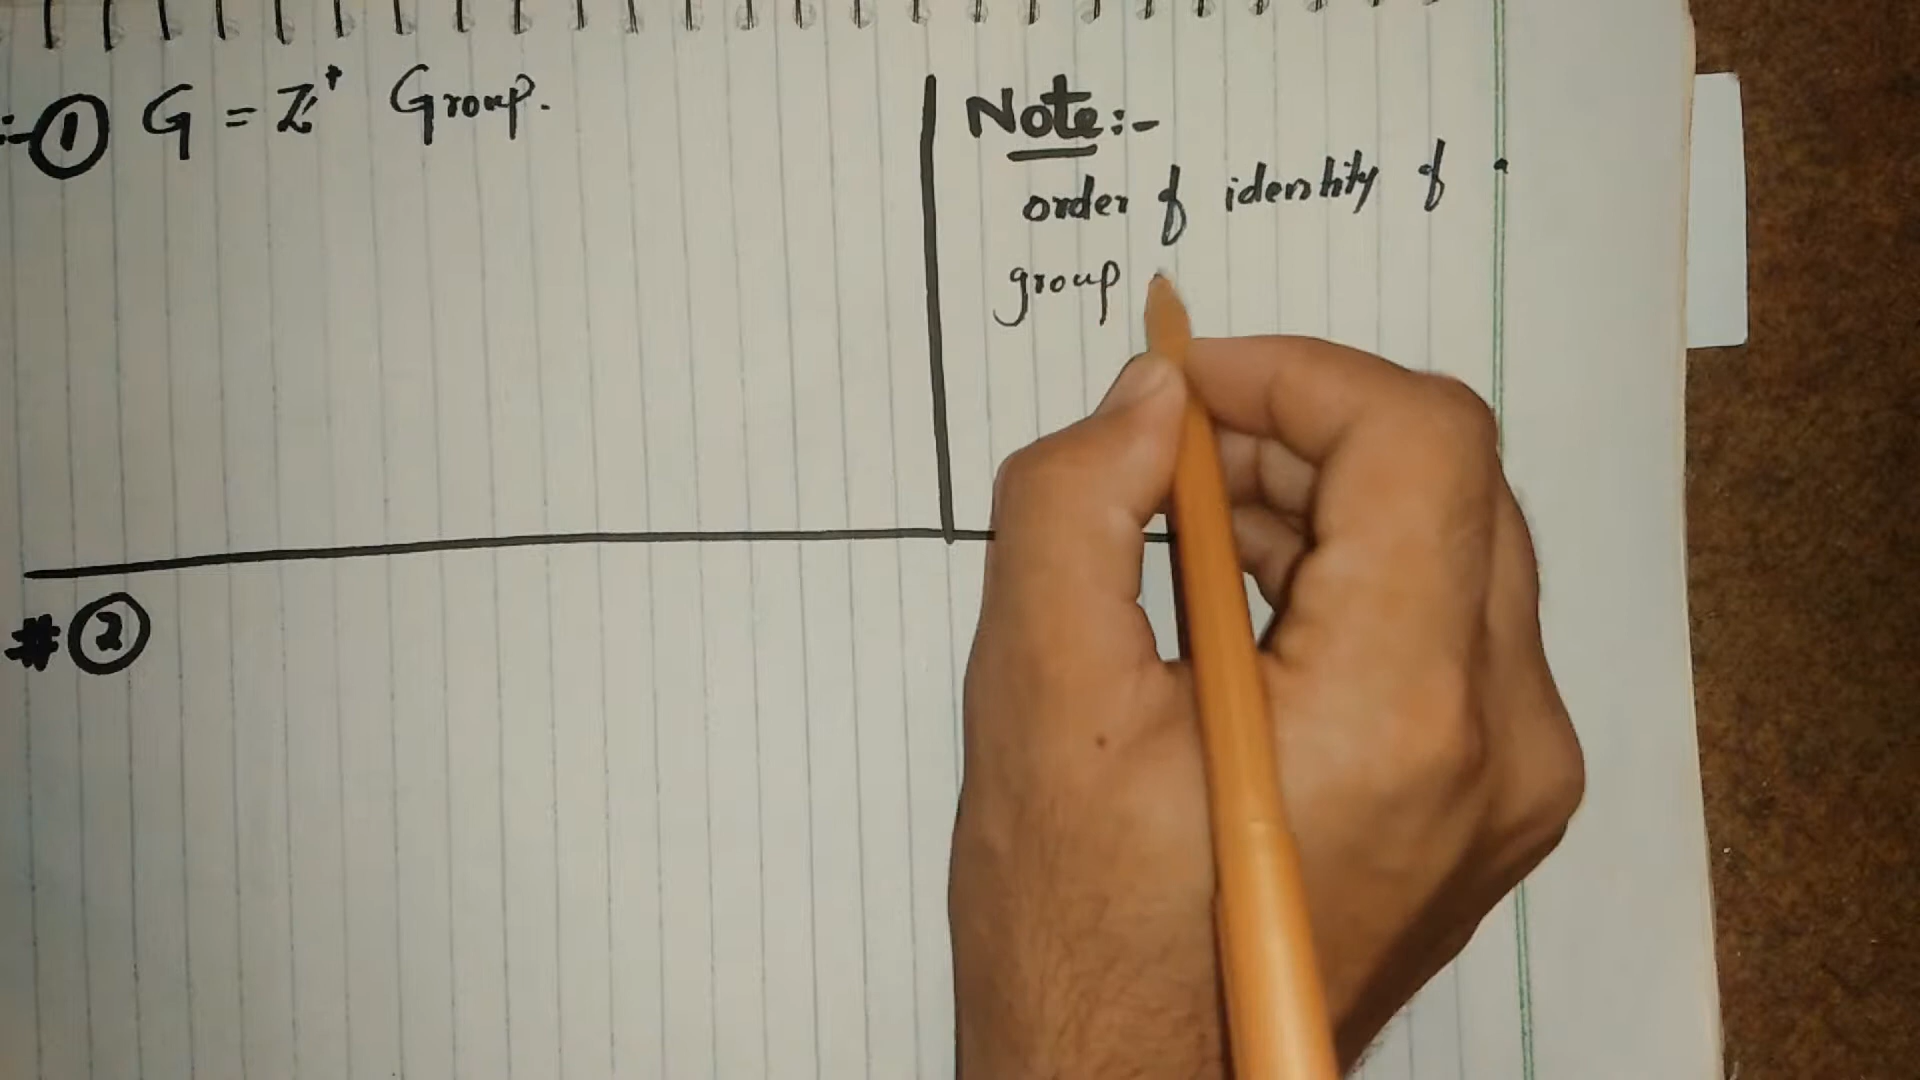 :-① G = Z⁺ Group.
Note:-
order of identity of a
group
#②